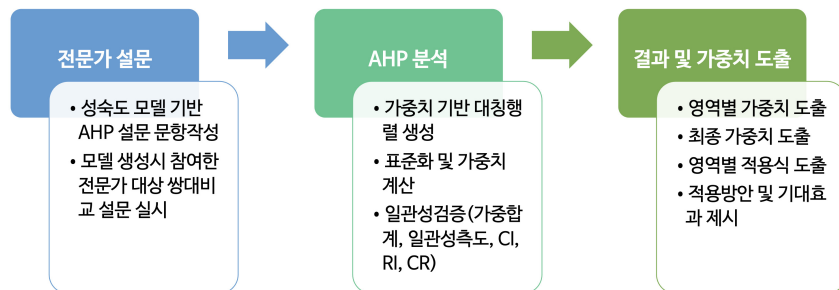 전문가 설문
• 성숙도 모델 기반
AHP 설문 문항작성
• 모델 생성시 참여한
전문가 대상 쌍대비
교 설문 실시
AHP 분석
• 가중치 기반 대칭행
렬 생성
• 표준화 및 가중치
계산
• 일관성검증(가중합
계, 일관성측도, CI,
RI, CR)
결과 및 가중치 도출
• 영역별 가중치 도출
• 최종 가중치 도출
• 영역별 적용식 도출
• 적용방안 및 기대효
과 제시